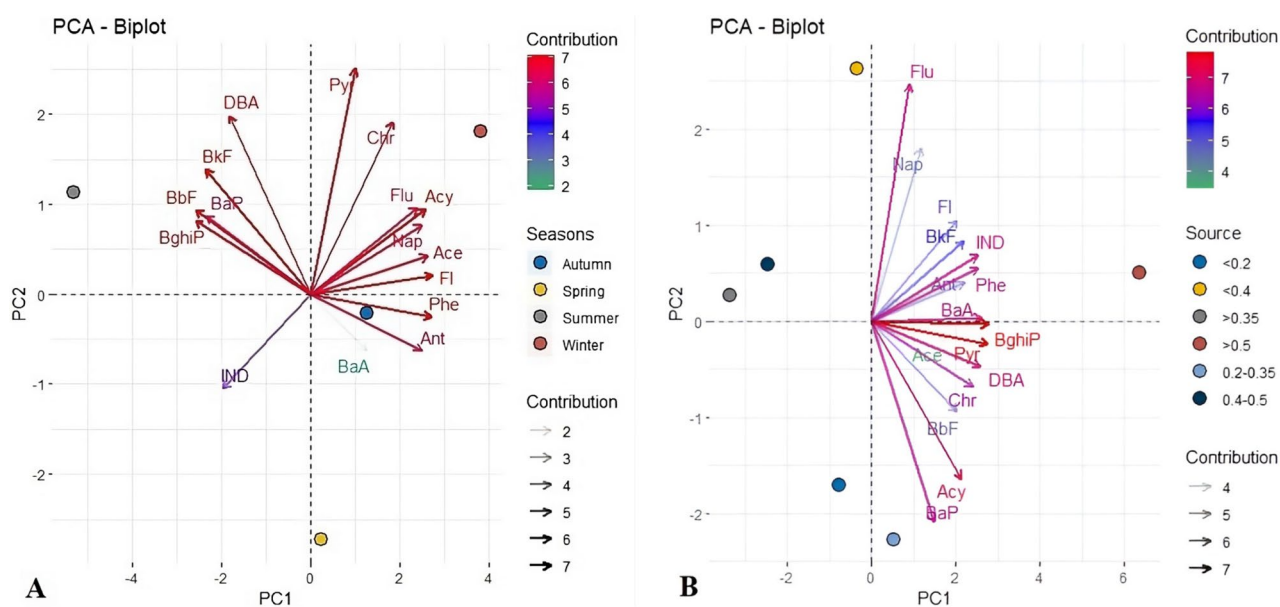 PCA - Biplot
Pyr
DBA
Chr
BkF
BbF
BaP
Flu
Acy
BghiP
Nap
Ace
Fl
Phe
Ant
BaA
IND
2
1
0
-1
-2
PC2
-4
-2
0
2
4
PC1
A
Contribution
7
6
5
4
3
2
Seasons
Autumn
Spring
Summer
Winter
Contribution
2
3
4
5
6
7
PCA - Biplot
Flu
Nap
Fl
BkF
IND
Ant
Phe
BaA
BghiP
Ace
Pyr
DBA
Chr
BbF
Acy
BaP
2
1
0
-1
-2
PC2
-2
0
2
4
6
PC1
B
Contribution
7
6
5
4
Source
<0.2
<0.4
>0.35
>0.5
0.2-0.35
0.4-0.5
Contribution
4
5
6
7